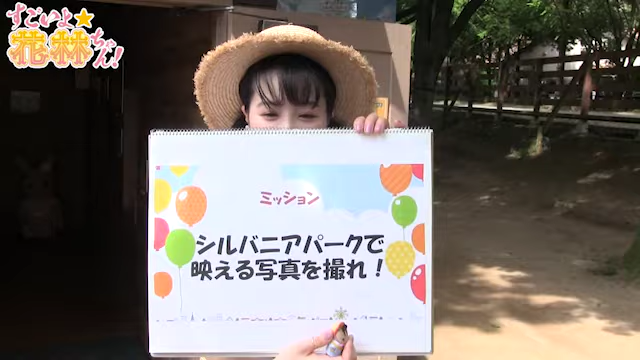 すごいよ★
花林ちゃん!
ミッション
シルバニアパークで
映える写真を撮れ!